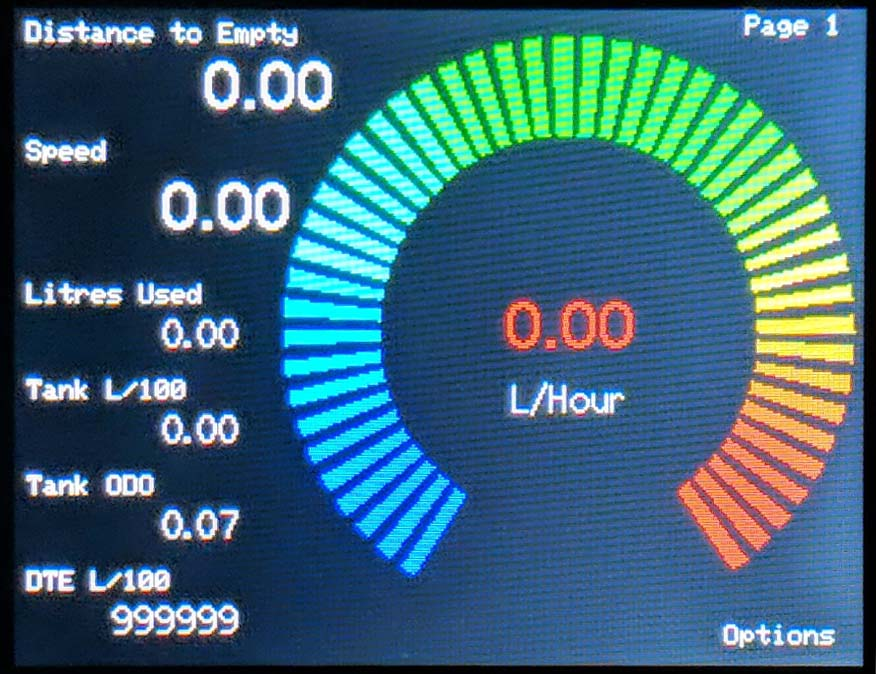 Distance to Empty
0.00
Page 1
Speed
0.00
Litres Used
0.00
Tank L/100
0.00
Tank ODO
0.07
DTE L/100
999999
0.00
L/Hour
Options